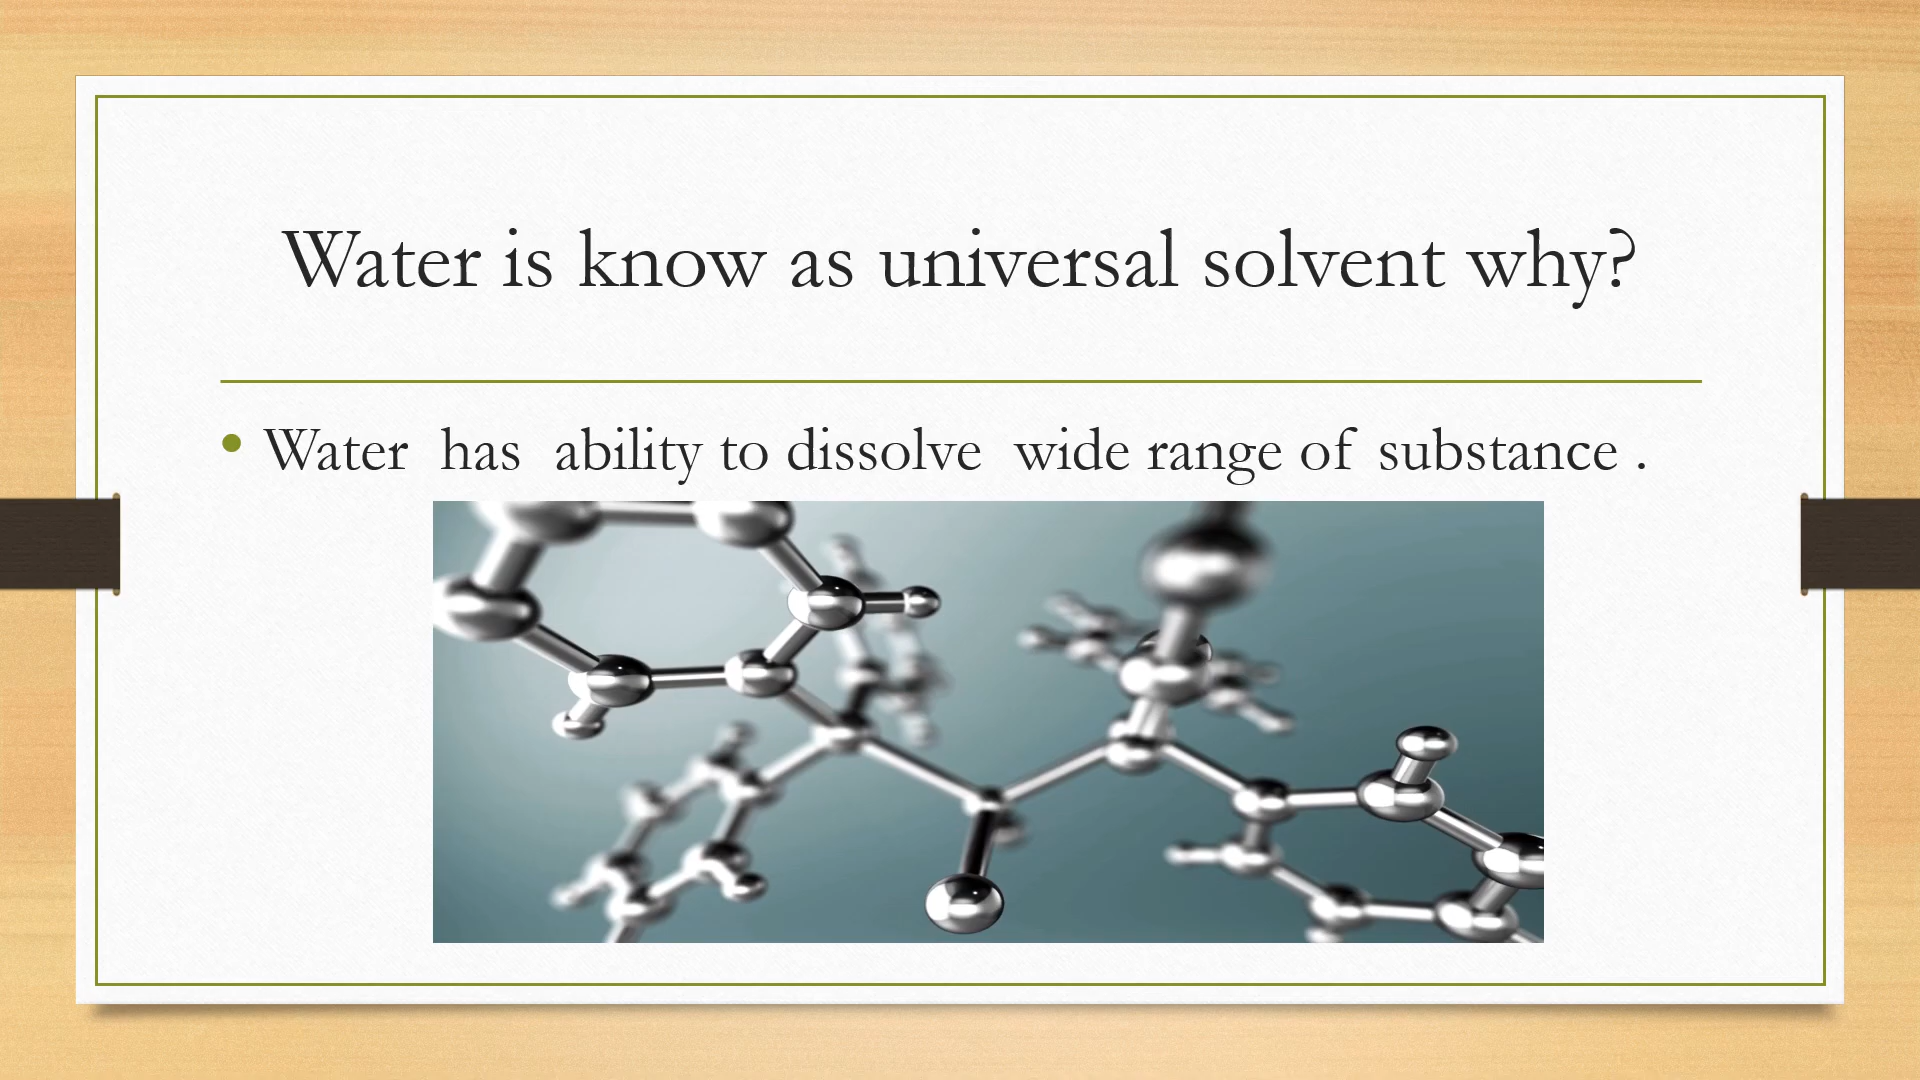 Water is know as universal solvent why?
Water has ability to dissolve wide range of substance .